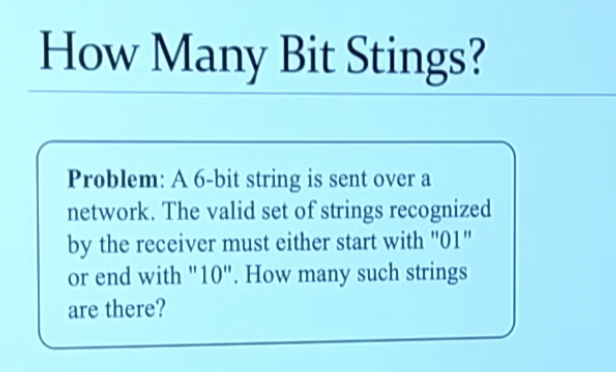 How Many Bit Stings?
Problem: A 6-bit string is sent over a
network. The valid set of strings recognized
by the receiver must either start with "01"
or end with "10". How many such strings
are there?